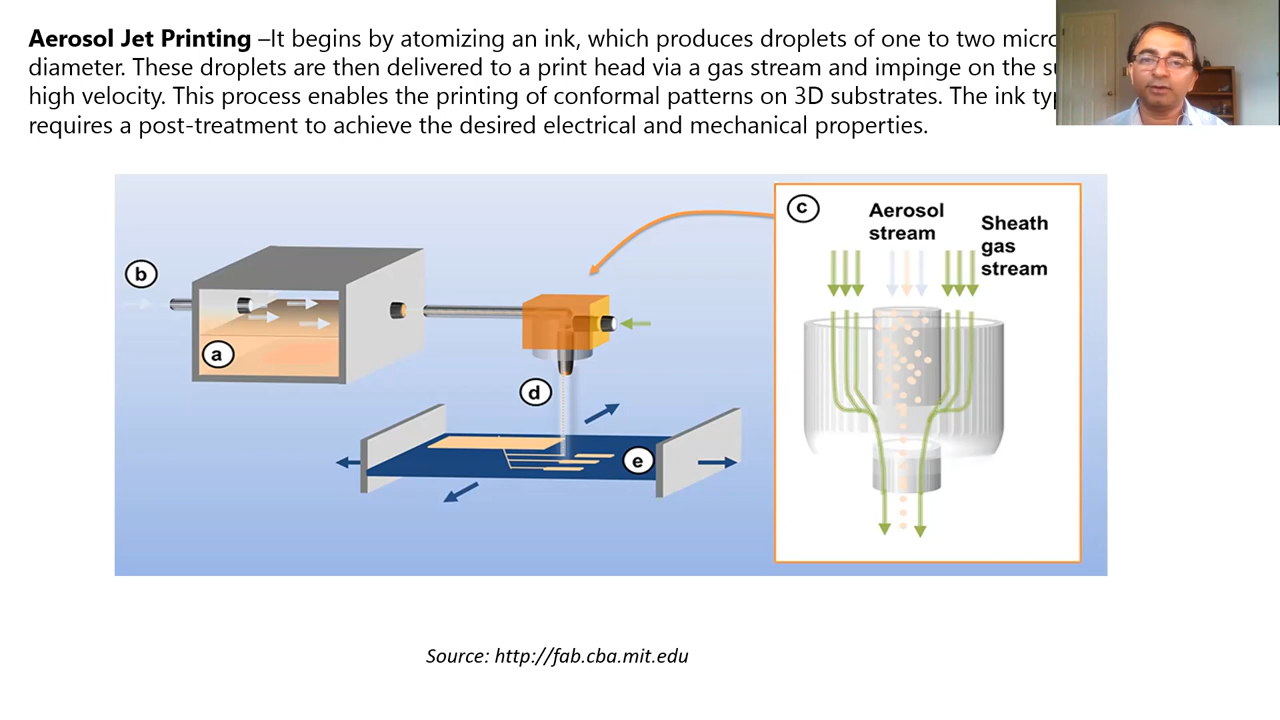 Aerosol Jet Printing –It begins by atomizing an ink, which produces droplets of one to two
diameter. These droplets are then delivered to a print head via a gas stream and impinge on the
high velocity. This process enables the printing of conformal patterns on 3D substrates. The ink
requires a post-treatment to achieve the desired electrical and mechanical properties.
c
Aerosol
stream
Sheath
gas
stream
b
a
d
e
Source: http://fab.cba.mit.edu